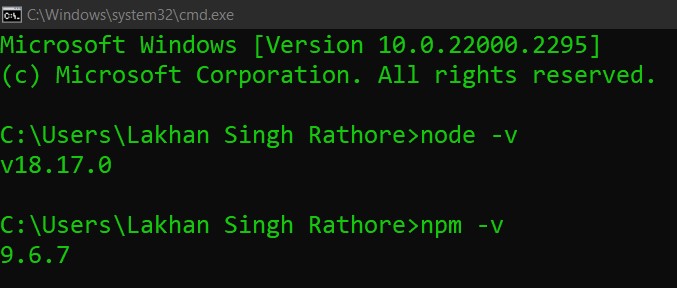 C:\Windows\system32\cmd.exe
Microsoft Windows [Version 10.0.22000.2295]
(c) Microsoft Corporation. All rights reserved.
C:\Users\Lakhan Singh Rathore>node -v
v18.17.0
C:\Users\Lakhan Singh Rathore>npm -v
9.6.7